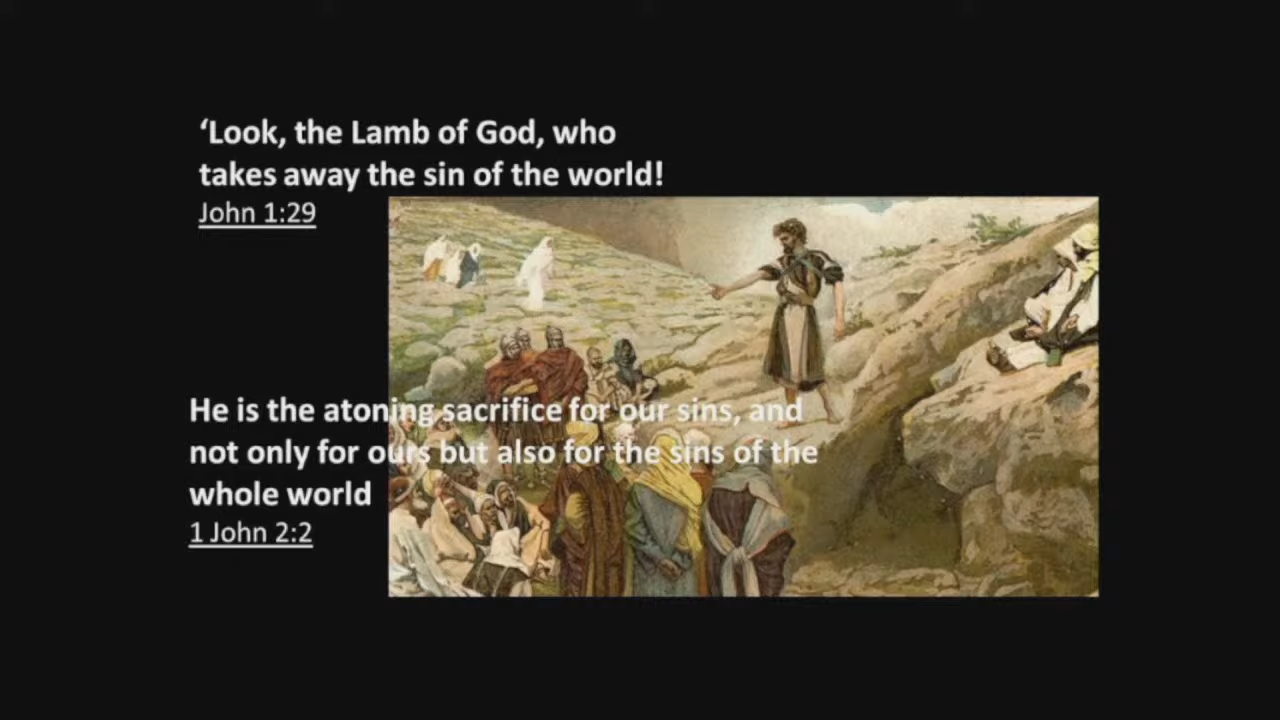 ‘Look, the Lamb of God, who
takes away the sin of the world!
John 1:29
He is the atoning sacrifice for our sins, and
not only for ours but also for the sins of the
whole world
1 John 2:2